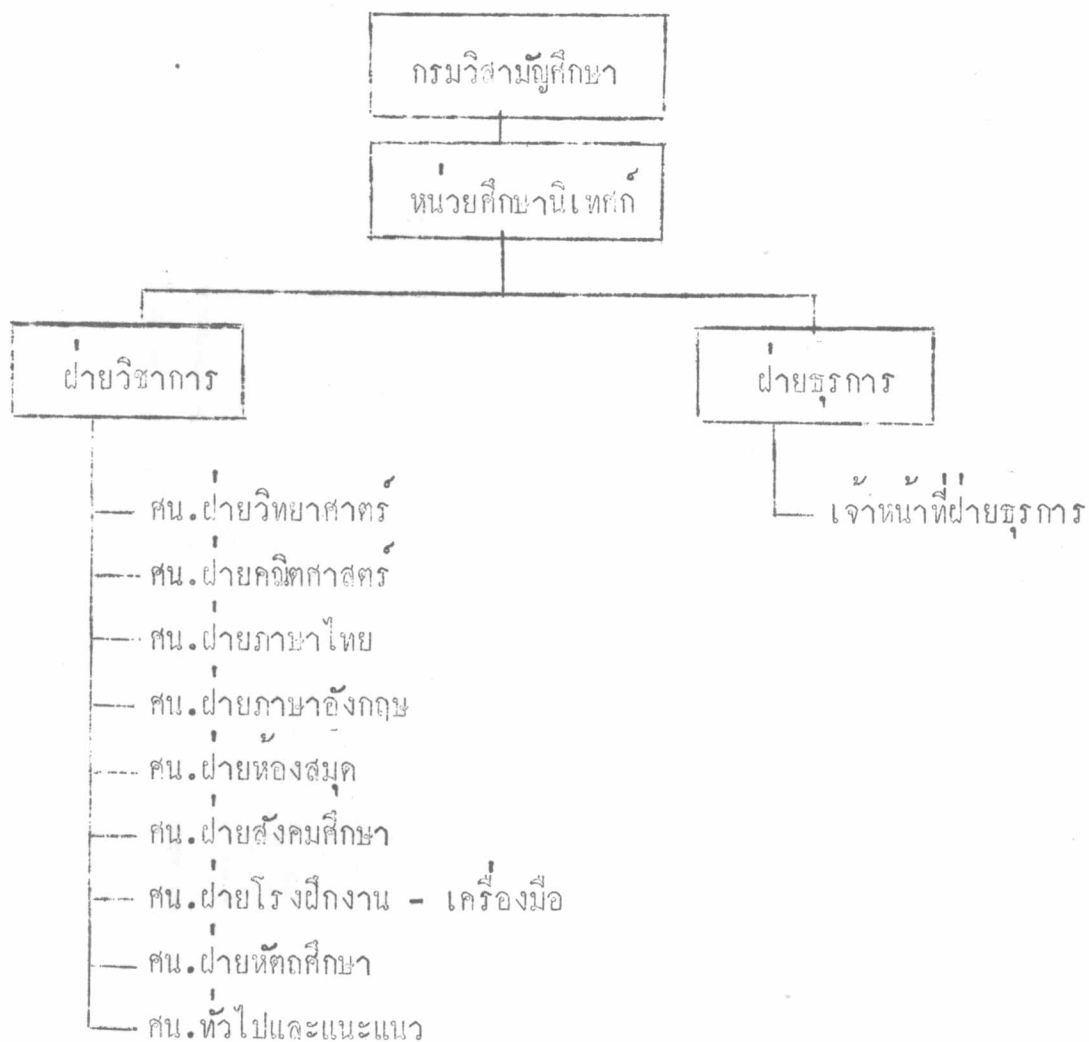 กรมวิสามัญศึกษา
หน่วยศึกษานิเทศก์
ฝ่ายวิชาการ
ฝ่ายธุรการ
ศน.ฝ่ายวิทยาศาตร์
ศน.ฝ่ายคณิตศาสตร์
ศน.ฝ่ายภาษาไทย
ศน.ฝ่ายภาษาอังกฤษ
ศน.ฝ่ายห้องสมุด
ศน.ฝ่ายสังคมศึกษา
ศน.ฝ่ายโรงฝึกงาน - เครื่องมือ
ศน.ฝ่ายหัตถศึกษา
ศน.ทั่วไปและแนะแนว
เจ้าหน้าที่ฝ่ายธุรการ